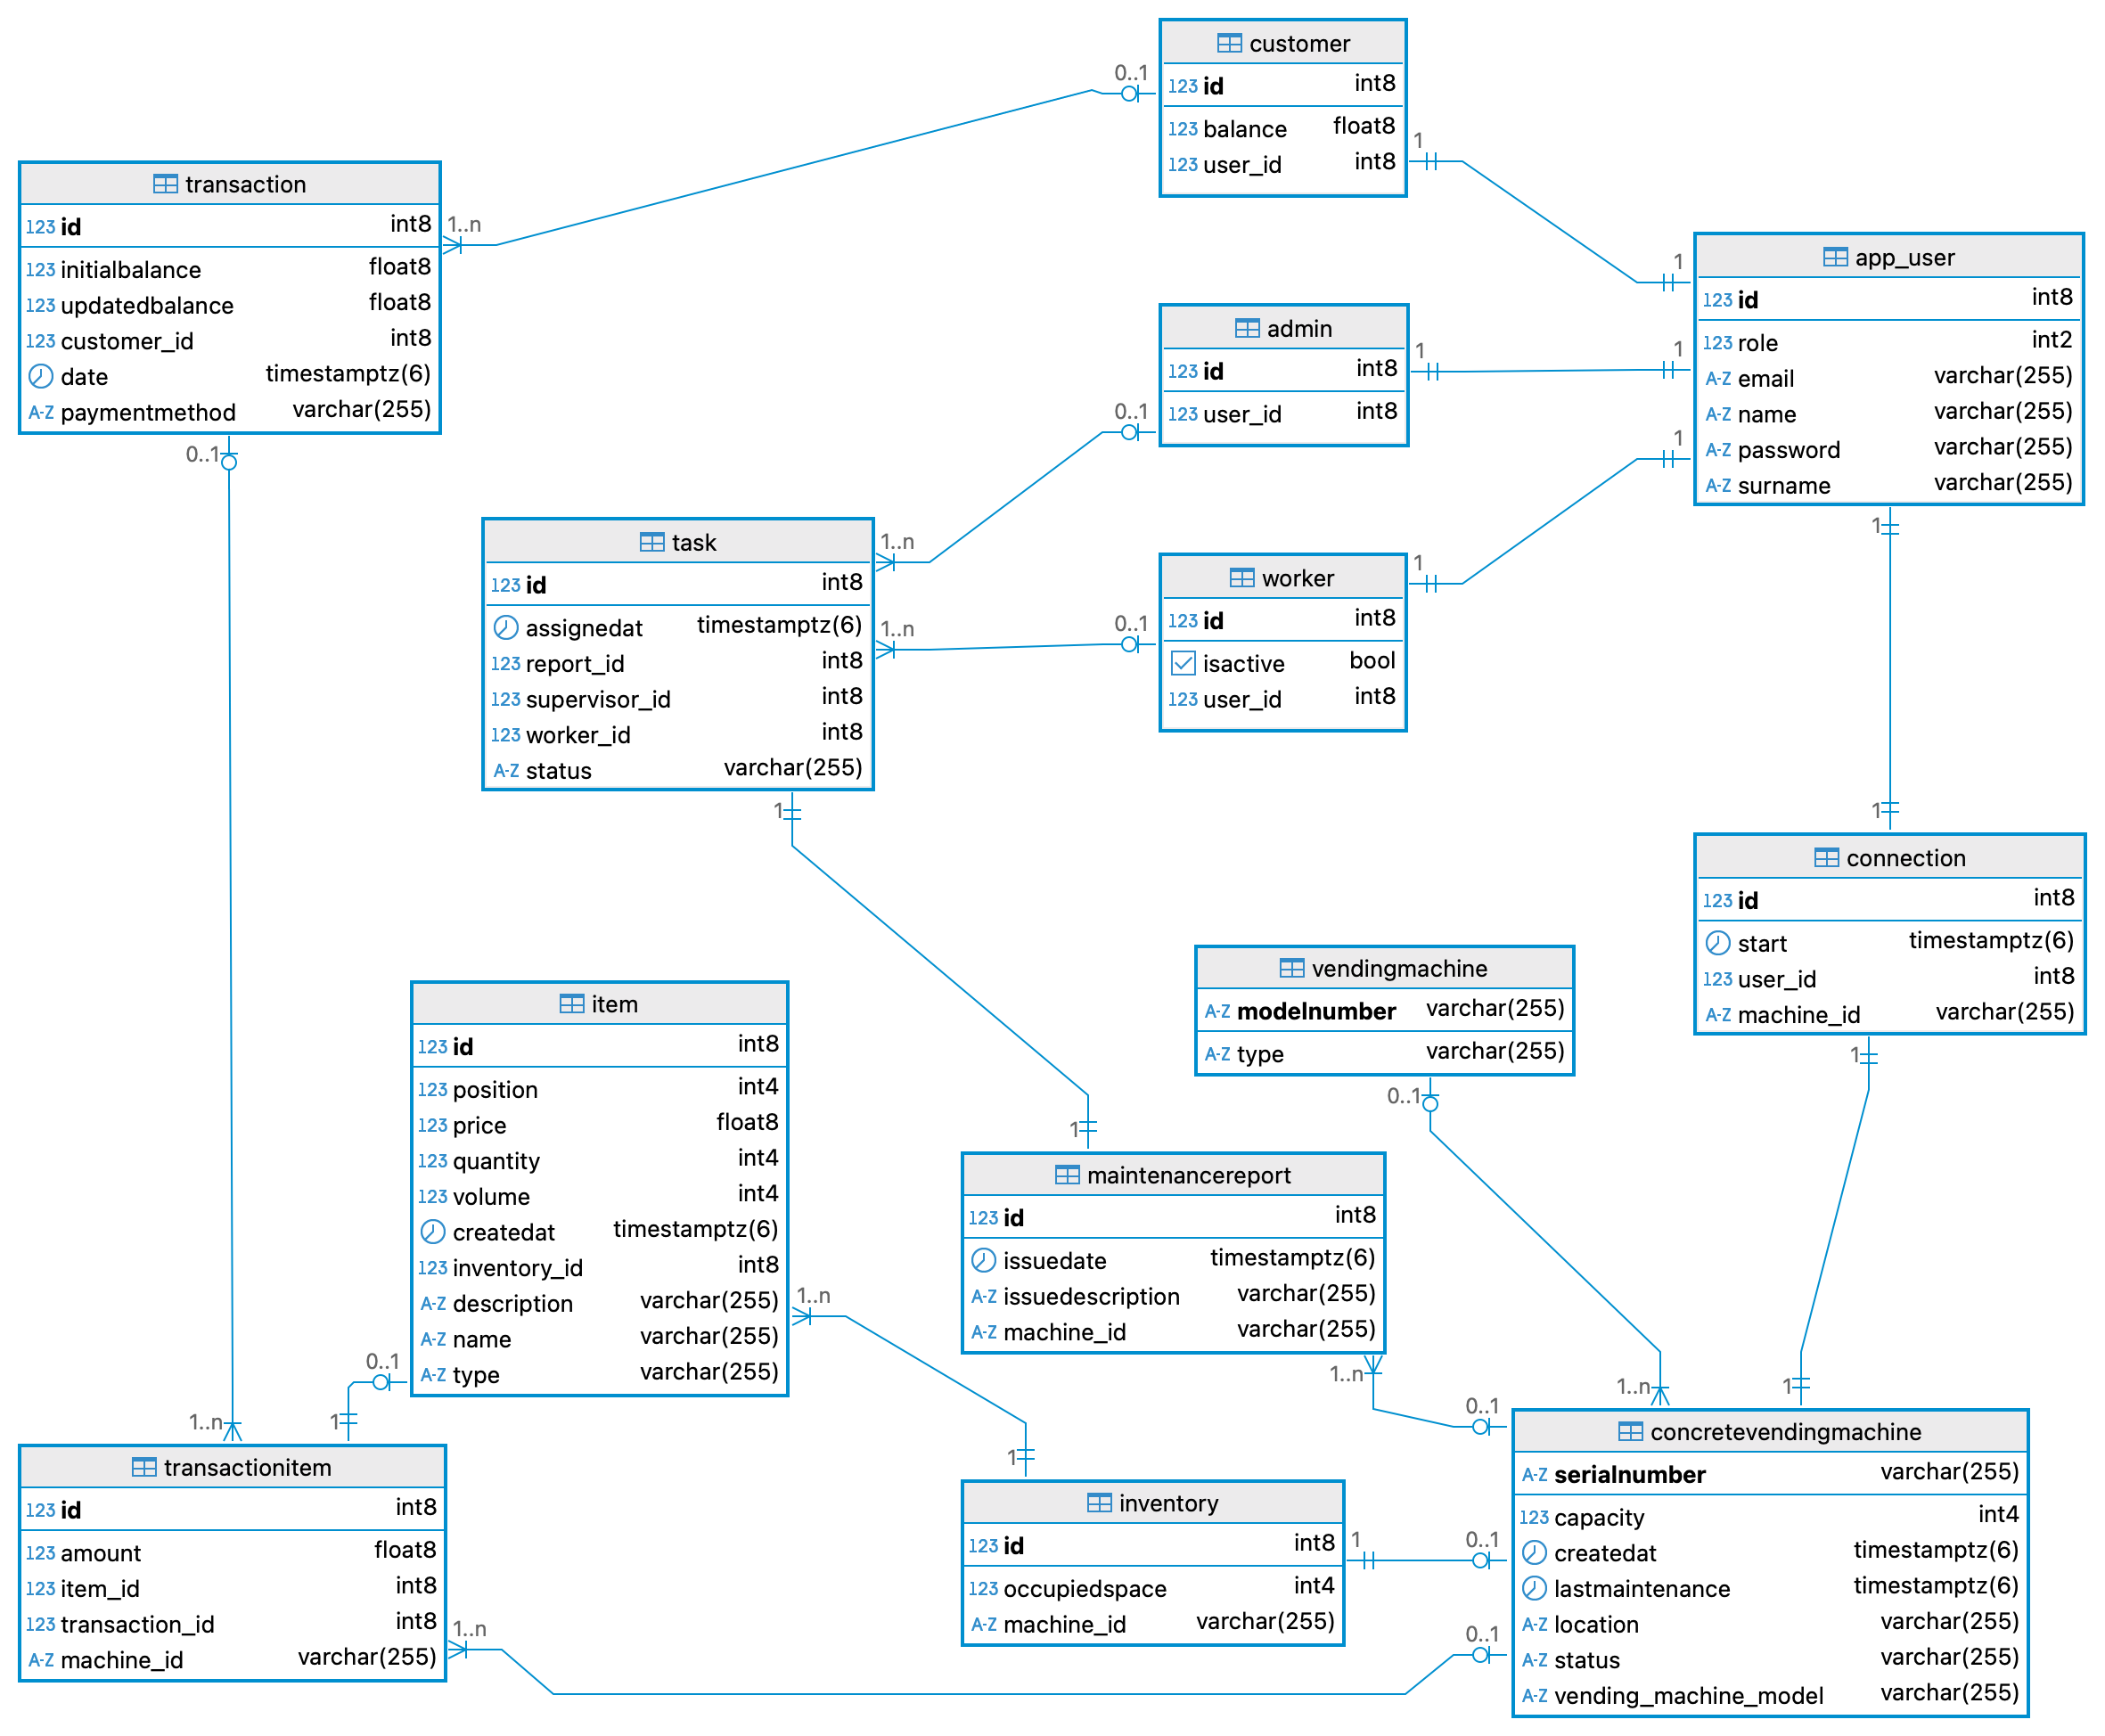 customer
123 id int8
123 balance float8
123 user_id int8
0..1
1
transaction
123 id int8
123 initialbalance float8
123 updatedbalance float8
123 customer_id int8
date timestamptz(6)
A-Z paymentmethod varchar(255)
1..n
0..1
app_user
123 id int8
123 role int2
A-Z email varchar(255)
A-Z name varchar(255)
A-Z password varchar(255)
A-Z surname varchar(255)
1
1
1
1
admin
123 id int8
123 user_id int8
1
0..1
task
123 id int8
assignedat timestamptz(6)
123 report_id int8
123 supervisor_id int8
123 worker_id int8
A-Z status varchar(255)
1..n
1..n
1
worker
123 id int8
isactive bool
123 user_id int8
1
0..1
connection
123 id int8
start timestamptz(6)
123 user_id int8
A-Z machine_id varchar(255)
1
1
vendingmachine
A-Z modelnumber varchar(255)
A-Z type varchar(255)
0..1
item
123 id int8
123 position int4
123 price float8
123 quantity int4
123 volume int4
createdat timestamptz(6)
123 inventory_id int8
A-Z description varchar(255)
A-Z name varchar(255)
A-Z type varchar(255)
1..n
0..1
1
maintenancereport
123 id int8
issuedate timestamptz(6)
A-Z issuedescription varchar(255)
A-Z machine_id varchar(255)
1
1..n
transactionitem
123 id int8
123 amount float8
123 item_id int8
123 transaction_id int8
A-Z machine_id varchar(255)
1..n
1..n
inventory
123 id int8
123 occupiedspace int4
A-Z machine_id varchar(255)
1
1
concretevendingmachine
A-Z serialnumber varchar(255)
123 capacity int4
createdat timestamptz(6)
lastmaintenance timestamptz(6)
A-Z location varchar(255)
A-Z status varchar(255)
A-Z vending_machine_model varchar(255)
1..n
1
0..1
0..1
0..1